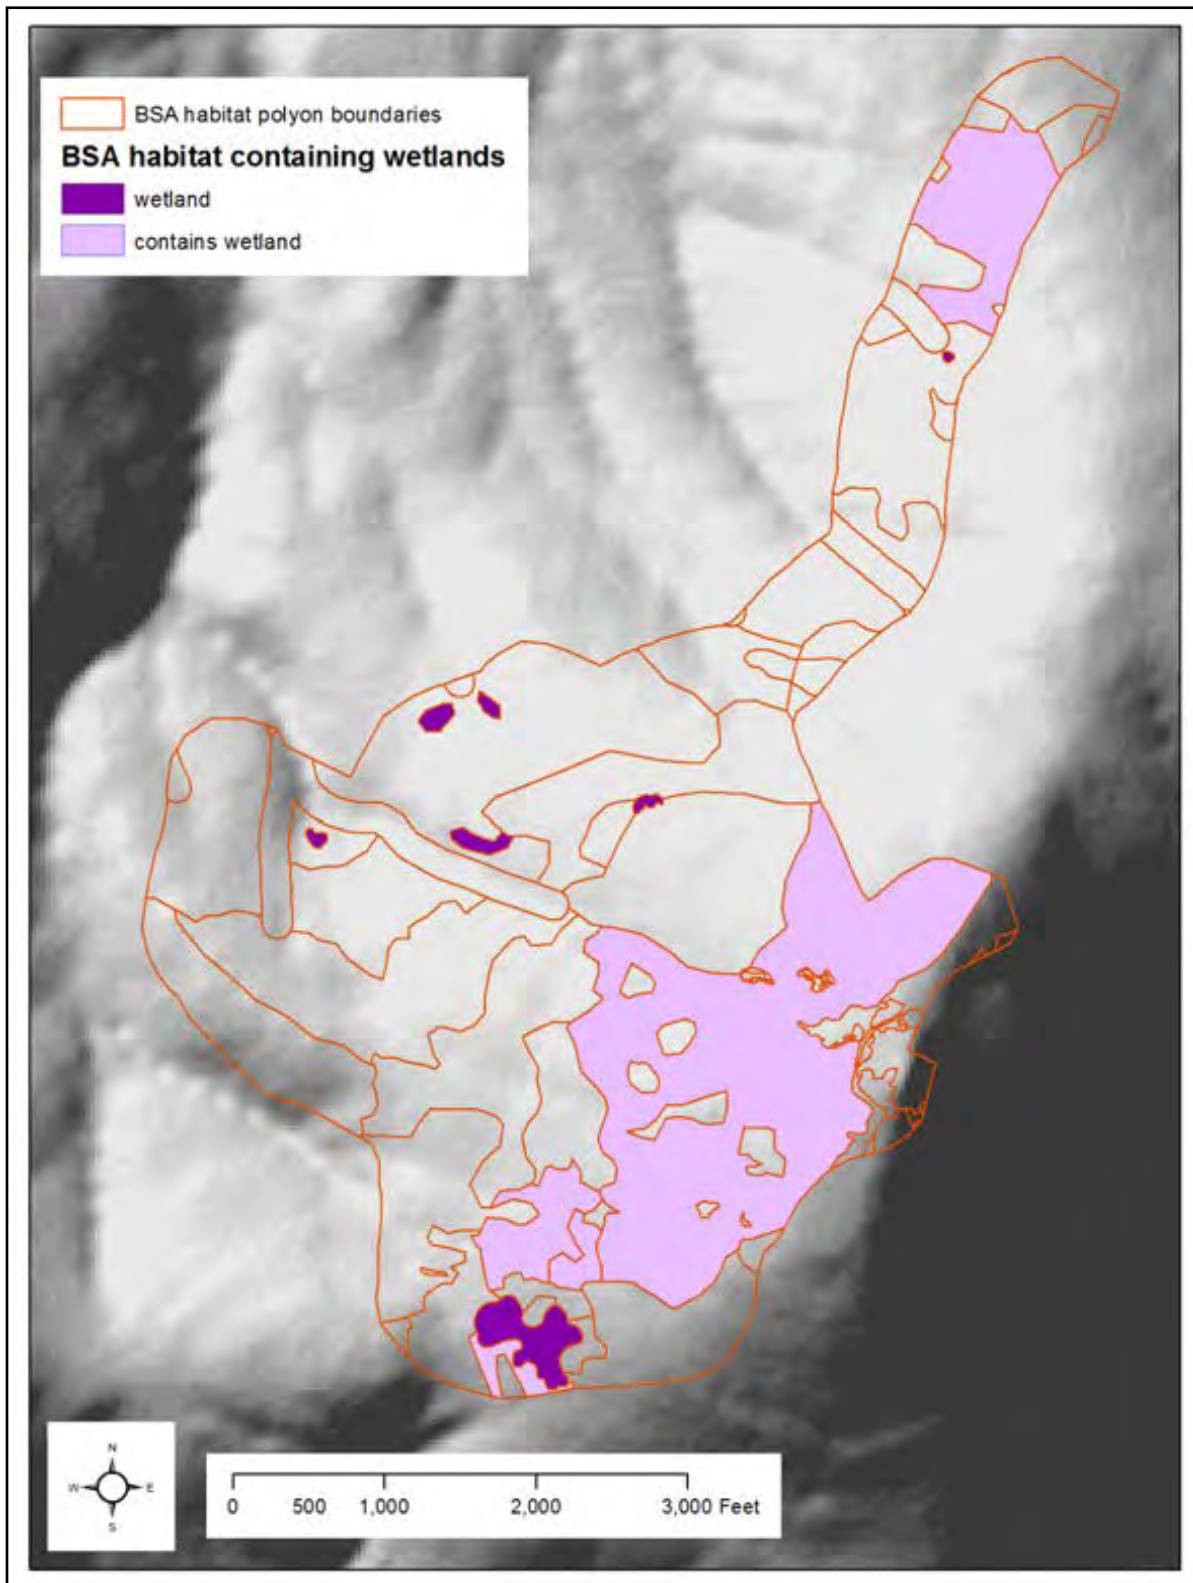 BSA habitat polyon boundaries
BSA habitat containing wetlands
wetland
contains wetland
N
W E
S
0 500 1,000 2,000 3,000 Feet